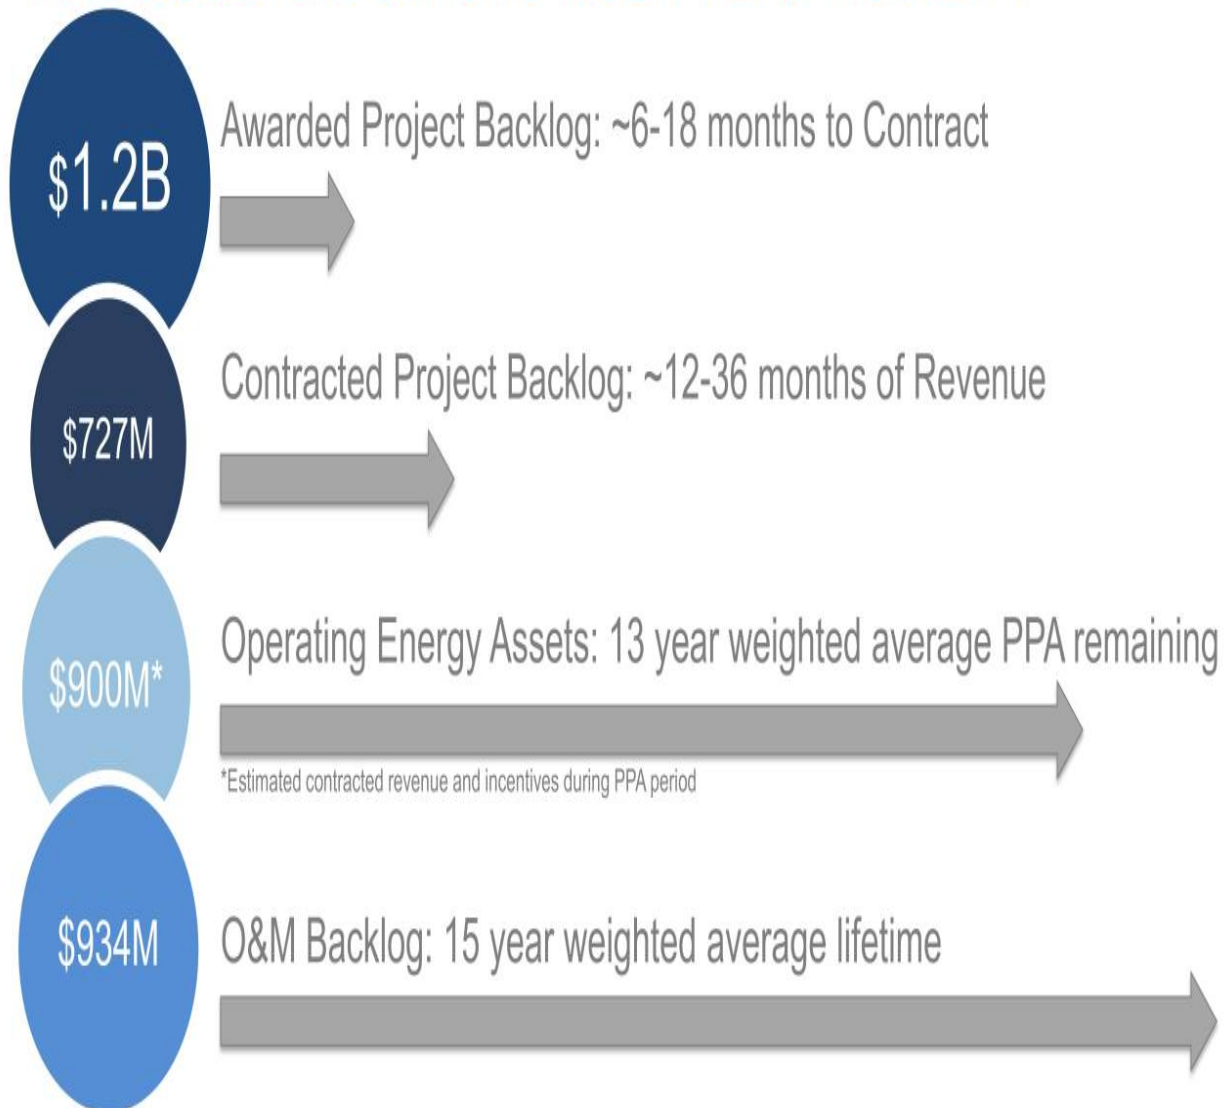 $1.2B
Awarded Project Backlog: ~6-18 months to Contract
$727M
Contracted Project Backlog: ~12-36 months of Revenue
$900M*
Operating Energy Assets: 13 year weighted average PPA remaining
*Estimated contracted revenue and incentives during PPA period
$934M
O&M Backlog: 15 year weighted average lifetime